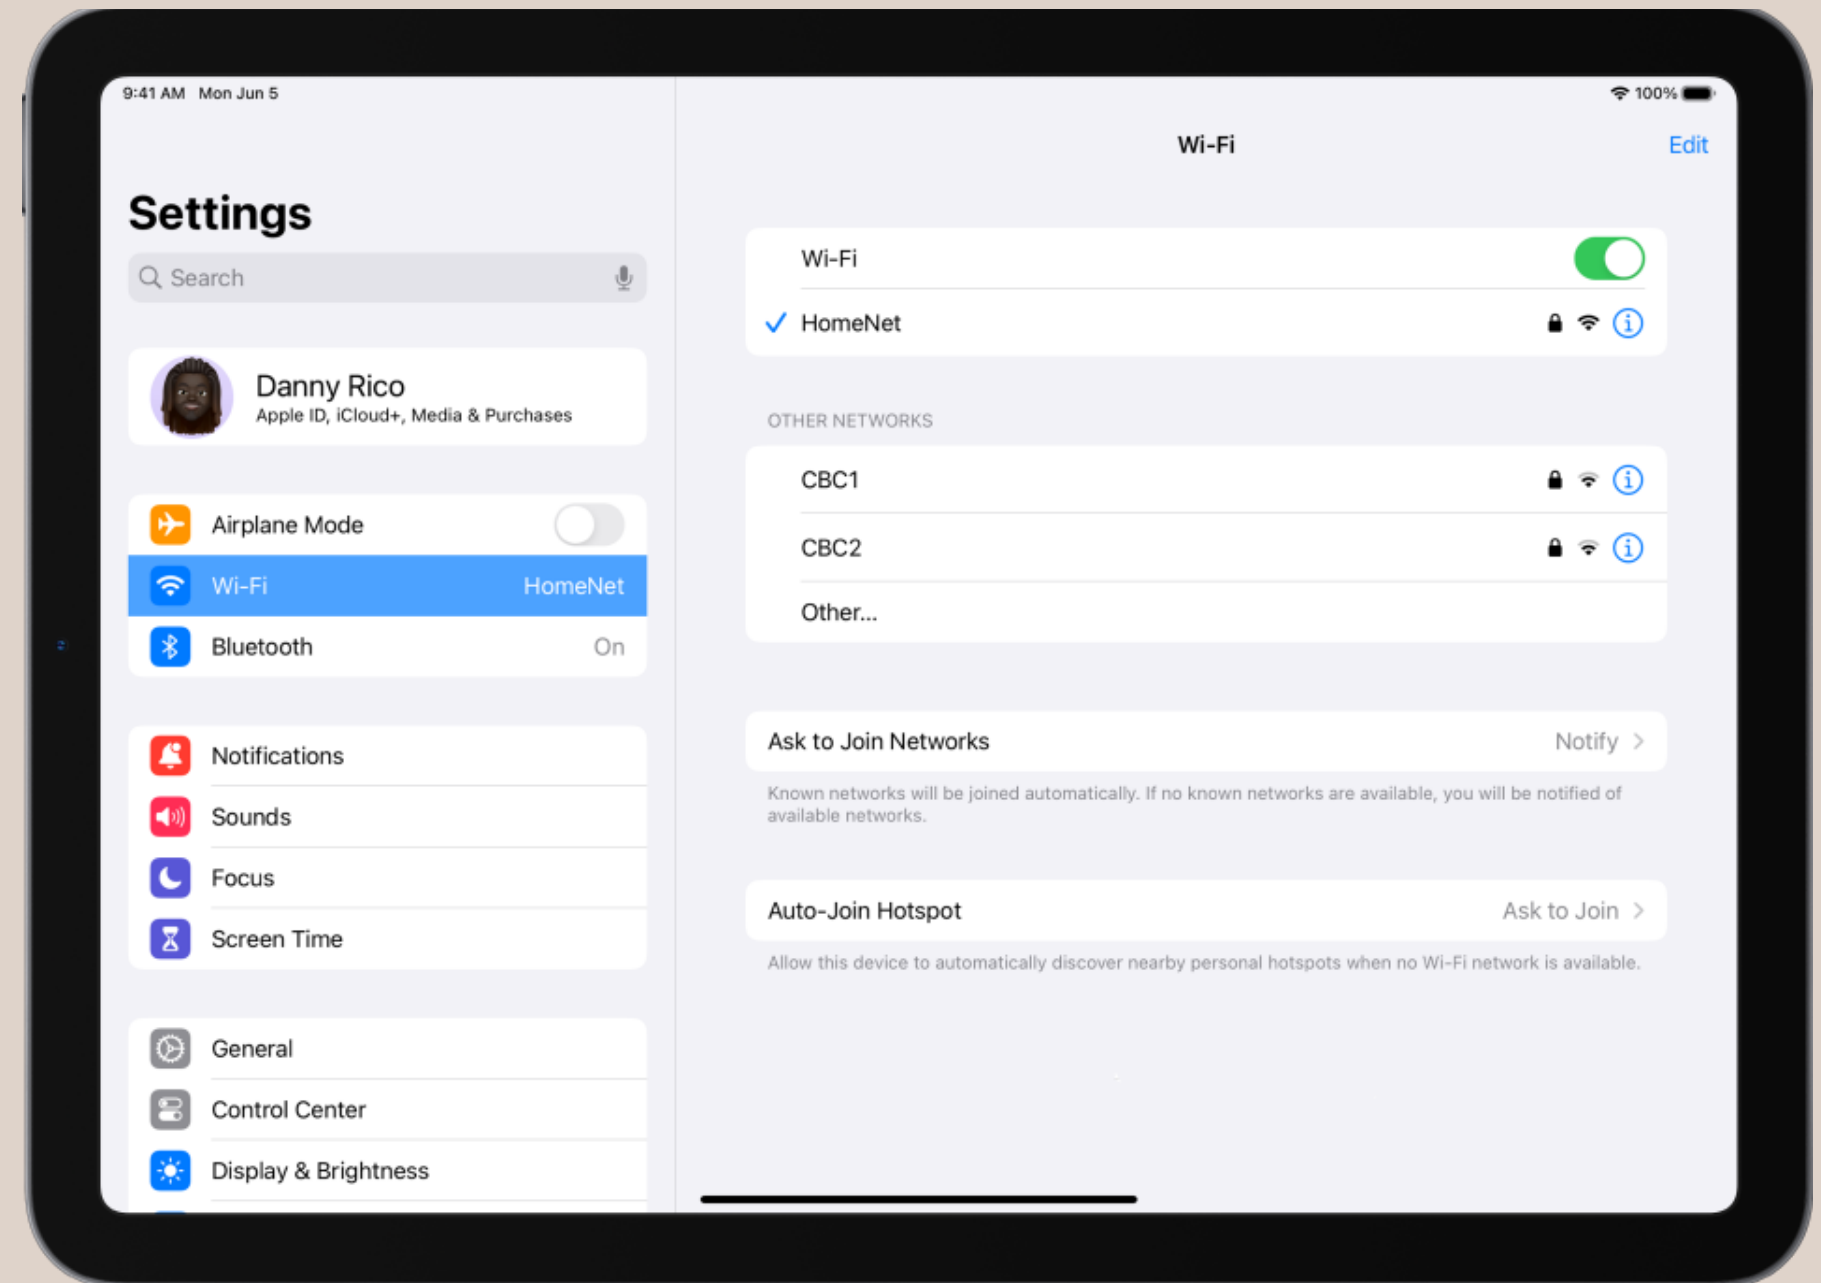 9:41 AM Mon Jun 5
100%
Settings
Search
Danny Rico
Apple ID, iCloud+, Media & Purchases
Airplane Mode
Wi-Fi HomeNet
Bluetooth On
Notifications
Sounds
Focus
Screen Time
General
Control Center
Display & Brightness
Wi-Fi
Edit
Wi-Fi
HomeNet
OTHER NETWORKS
CBC1
CBC2
Other...
Ask to Join Networks Notify
Known networks will be joined automatically. If no known networks are available, you will be notified of
available networks.
Auto-Join Hotspot Ask to Join
Allow this device to automatically discover nearby personal hotspots when no Wi-Fi network is available.